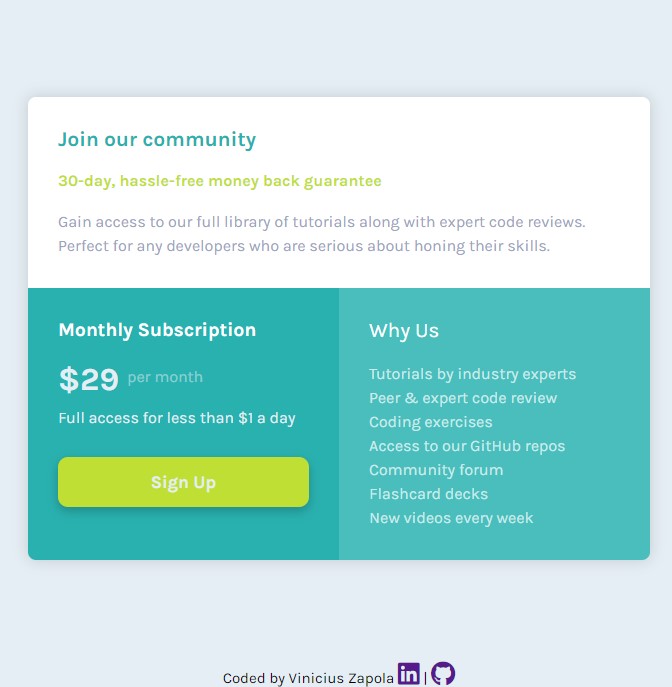 Join our community
30-day, hassle-free money back guarantee
Gain access to our full library of tutorials along with expert code reviews.
Perfect for any developers who are serious about honing their skills.
Monthly Subscription
$29 per month
Full access for less than $1 a day
Sign Up
Why Us
Tutorials by industry experts
Peer & expert code review
Coding exercises
Access to our GitHub repos
Community forum
Flashcard decks
New videos every week
Coded by Vinicius Zapola in |